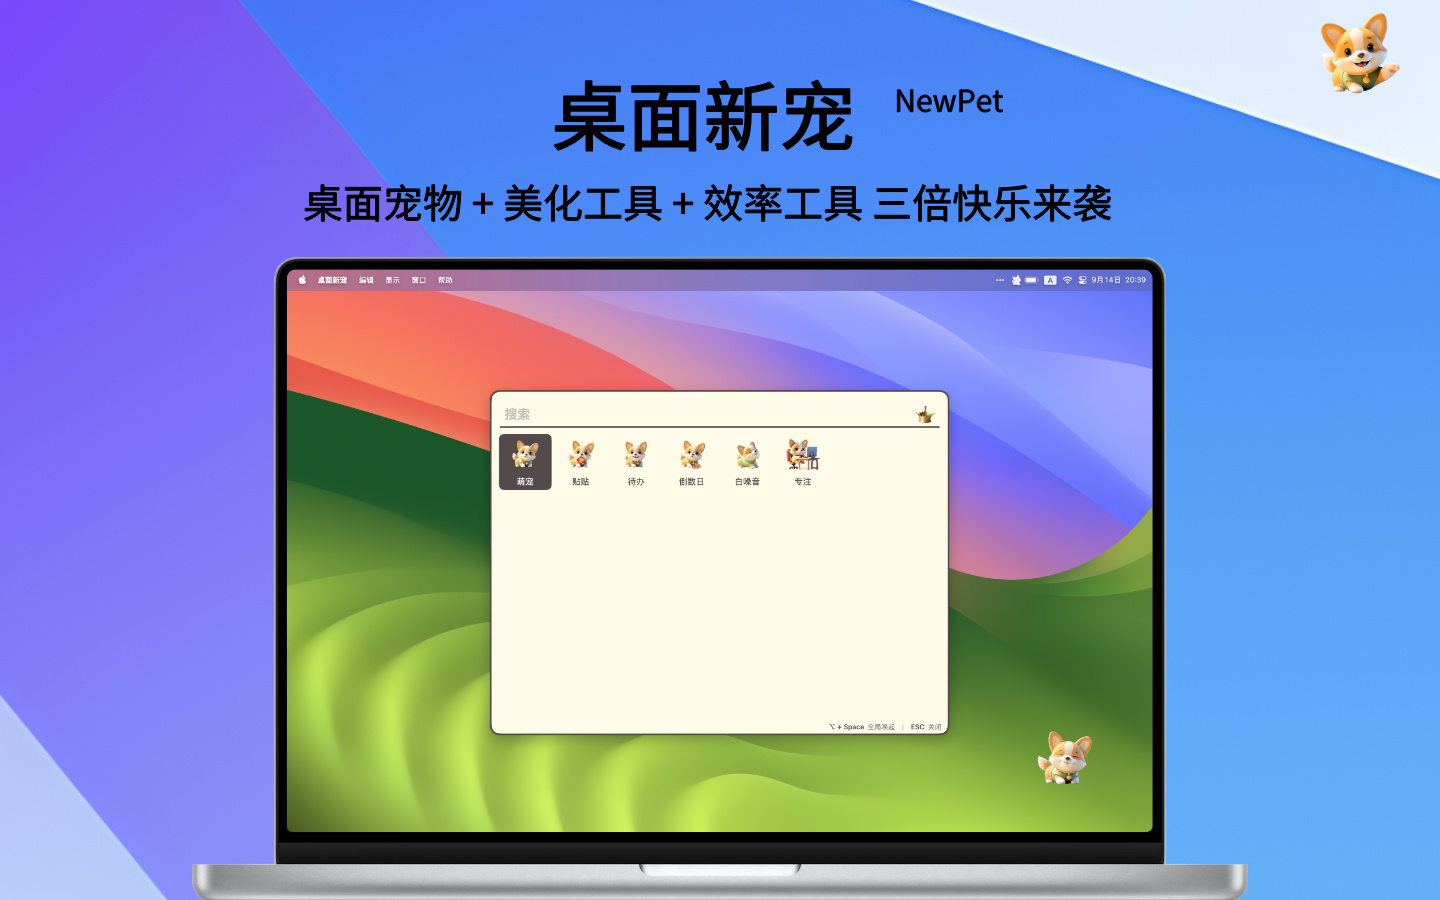 桌面新宠 NewPet
桌面宠物 + 美化工具 + 效率工具 三倍快乐来袭
桌面新宠 编辑 显示 窗口 帮助 A 9月14日 20:39
搜索
萌宠 贴贴 待办 倒数日 白噪音 专注
⌥ + Space 全局唤起 | ESC 关闭